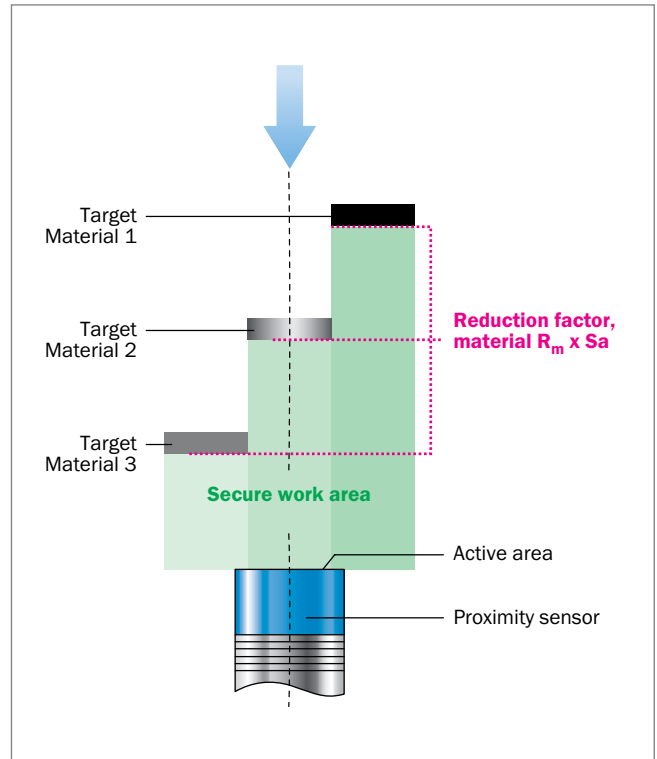 Target
Material 1
Target
Material 2
Reduction factor,
material Rₘ x Sa
Target
Material 3
Secure work area
Active area
Proximity sensor